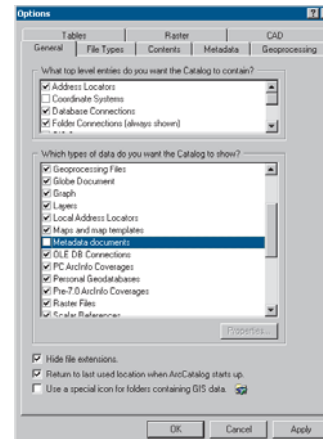 Options
Tables Raster CAD
General File Types Contents Metadata Geoprocessing
What top level entries do you want the Catalog to contain?
Address Locators
Coordinate Systems
Database Connections
Folder Connections (always shown)
Which types of data do you want the Catalog to show?
Geoprocessing Files
Globe Document
Graph
Layers
Local Address Locators
Maps and map templates
Metadata documents
OLE DB Connections
PC ArcInfo Coverages
Personal Geodatabases
Pre-7.0 ArcInfo Coverages
Raster Files
Scalar References
Properties...
Hide file extensions.
Return to last used location when ArcCatalog starts up.
Use a special icon for folders containing GIS data.
OK Cancel Apply